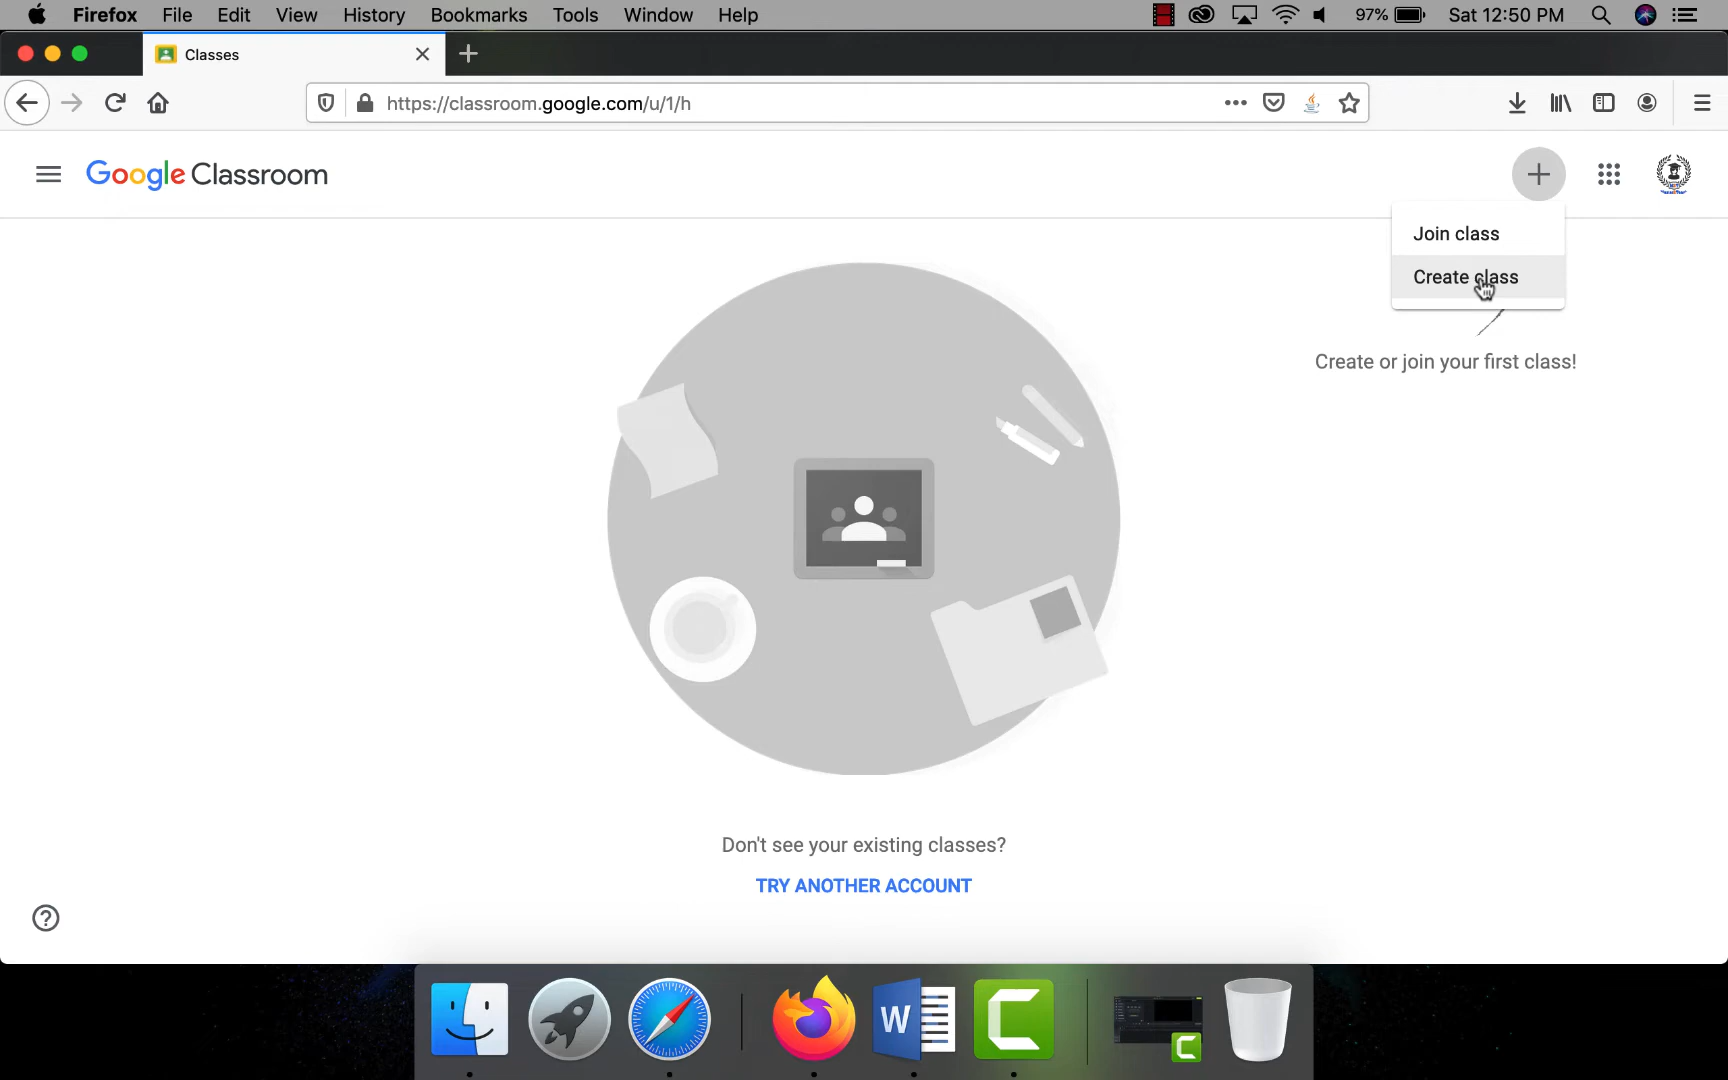 Firefox File Edit View History Bookmarks Tools Window Help 97% Sat 12:50 PM
Classes
https://classroom.google.com/u/1/h
Google Classroom
Join class
Create class
Create or join your first class!
Don't see your existing classes?
TRY ANOTHER ACCOUNT
W